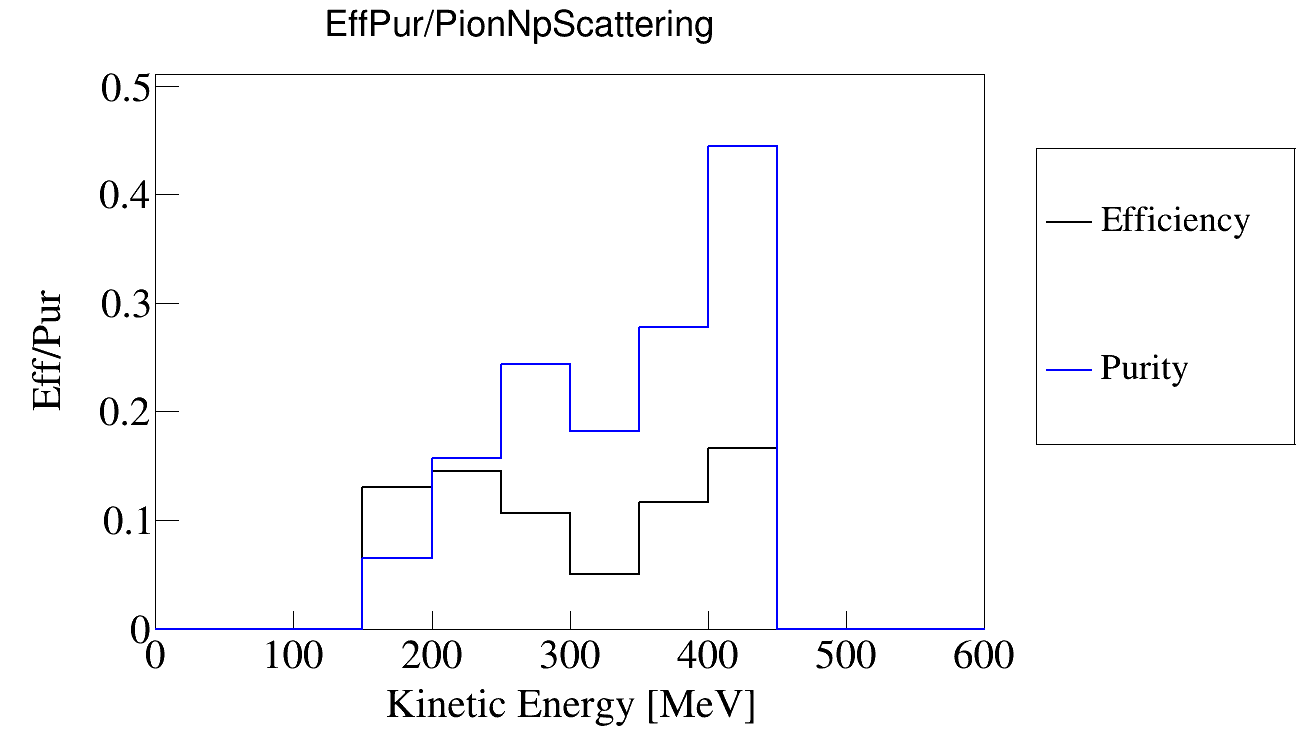 EffPur/PionNpScattering
0.5
0.4
0.3
0.2
0.1
0
Eff/Pur
0 100 200 300 400 500 600
Kinetic Energy [MeV]
Efficiency
Purity